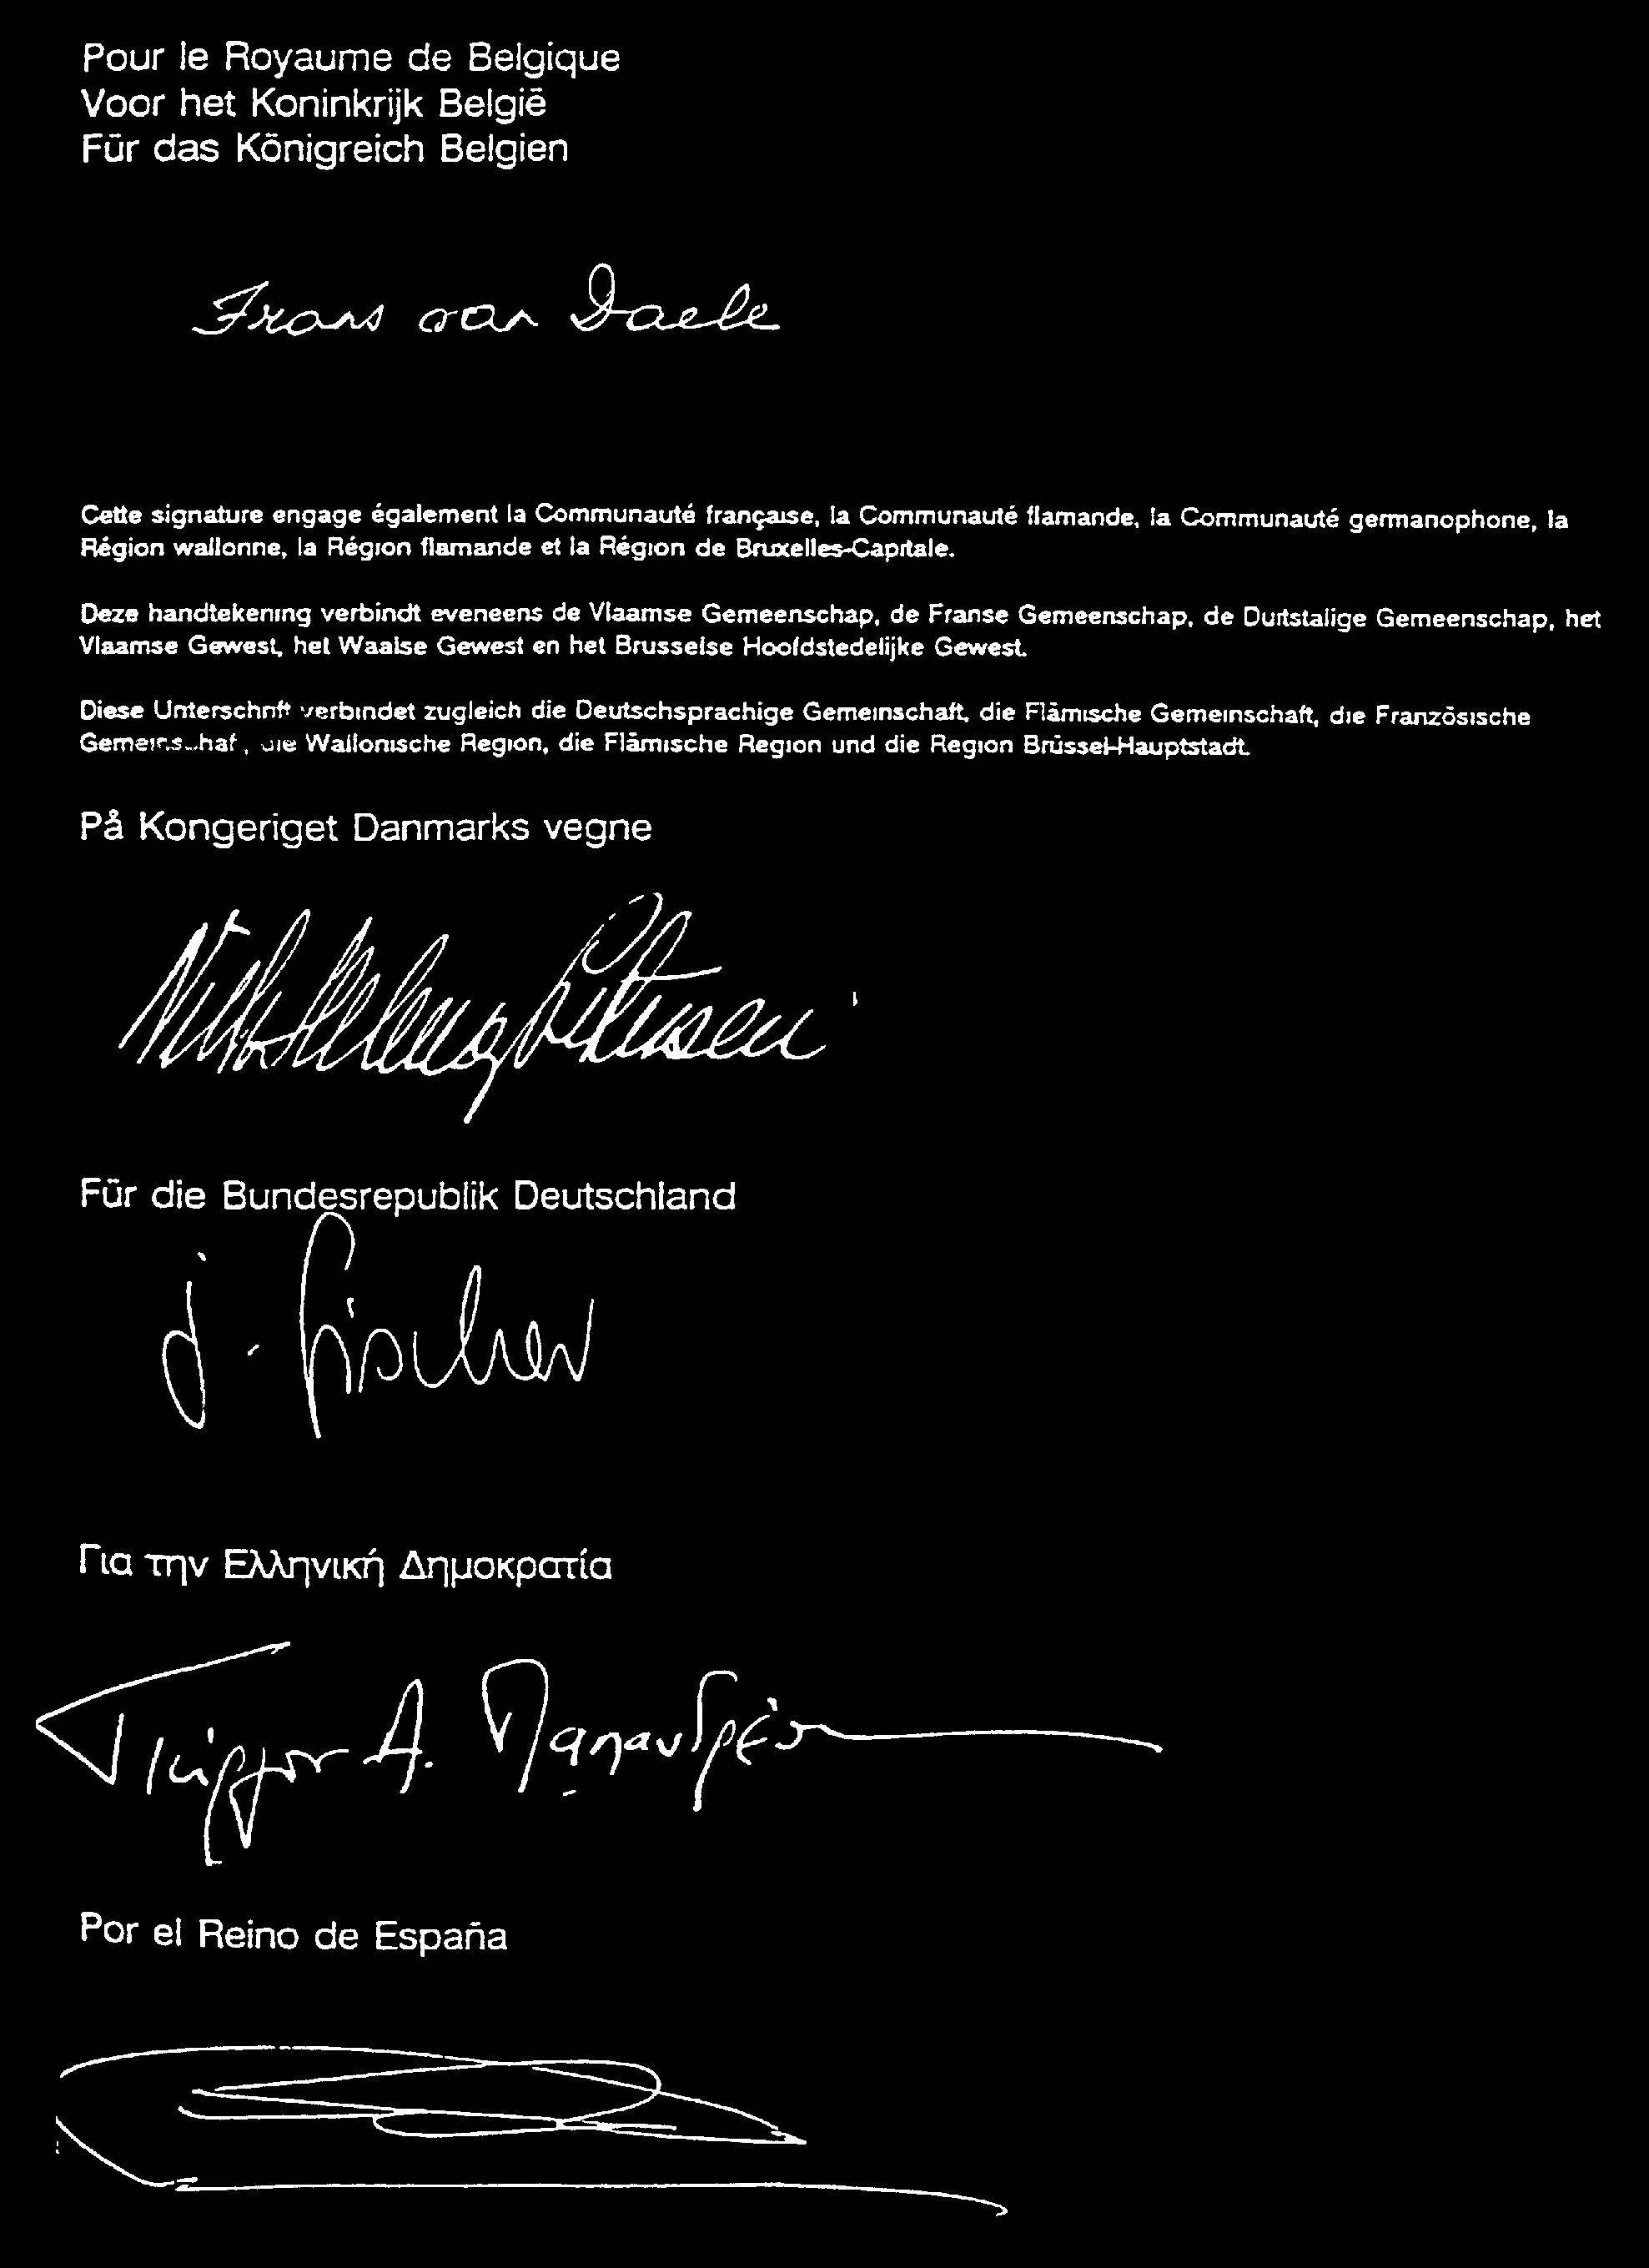 Pour le Royaume de Belgique
Voor het Koninkrijk België
Für das Königreich Belgien
Frans van Daele
Cette signature engage également la Communauté française, la Communauté flamande, la Communauté germanophone, la
Région wallonne, la Région flamande et la Région de Bruxelles-Capitale.
Deze handtekening verbindt eveneens de Vlaamse Gemeenschap, de Franse Gemeenschap, de Duitstalige Gemeenschap, het
Vlaamse Gewest, het Waalse Gewest en het Brusselse Hoofdstedelijke Gewest.
Diese Unterschrift verbindet zugleich die Deutschsprachige Gemeinschaft, die Flämische Gemeinschaft, die Französische
Gemeinschaft, die Wallonische Region, die Flämische Region und die Region Brüssel-Hauptstadt.
På Kongeriget Danmarks vegne
Für die Bundesrepublik Deutschland
J. Fischer
Για την Ελληνική Δημοκρατία
Γιώργος Α. Παπανδρέου
Por el Reino de España